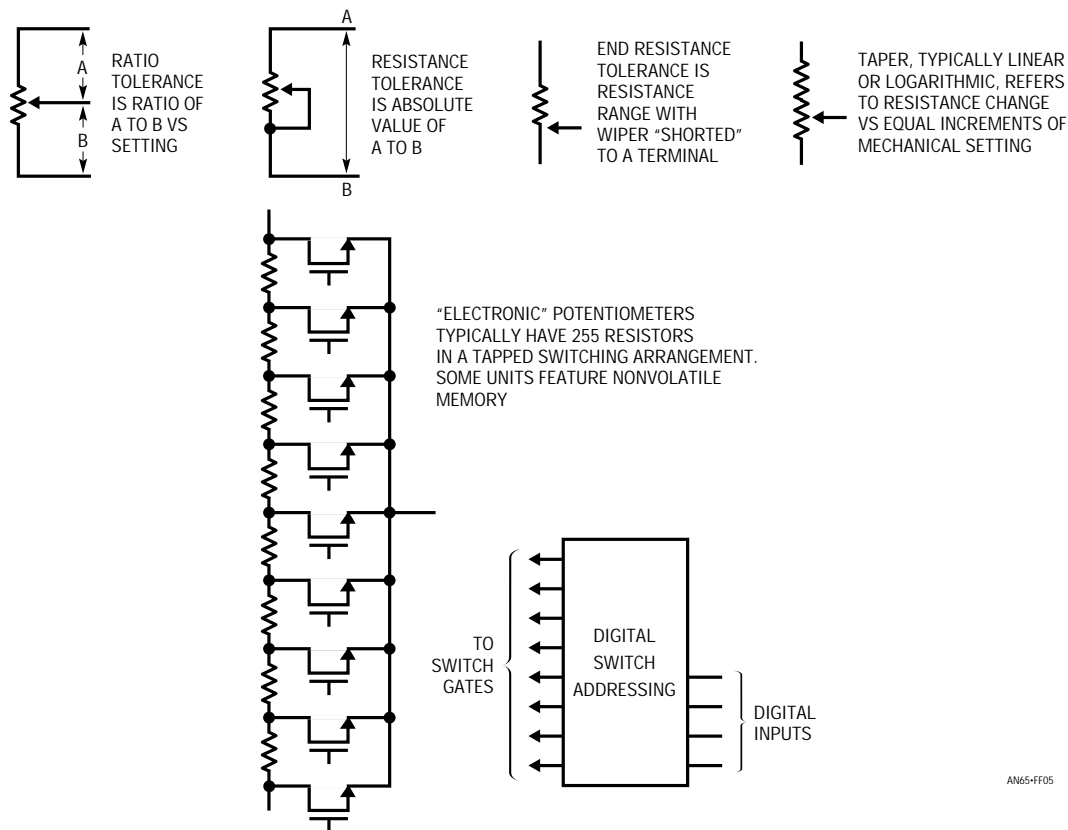 A
B
RATIO
TOLERANCE
IS RATIO OF
A TO B VS
SETTING
A
B
RESISTANCE
TOLERANCE
IS ABSOLUTE
VALUE OF
A TO B
END RESISTANCE
TOLERANCE IS
RESISTANCE
RANGE WITH
WIPER “SHORTED”
TO A TERMINAL
TAPER, TYPICALLY LINEAR
OR LOGARITHMIC, REFERS
TO RESISTANCE CHANGE
VS EQUAL INCREMENTS OF
MECHANICAL SETTING
“ELECTRONIC” POTENTIOMETERS
TYPICALLY HAVE 255 RESISTORS
IN A TAPPED SWITCHING ARRANGEMENT.
SOME UNITS FEATURE NONVOLATILE
MEMORY
TO
SWITCH
GATES
DIGITAL
SWITCH
ADDRESSING
DIGITAL
INPUTS
AN65•FF05